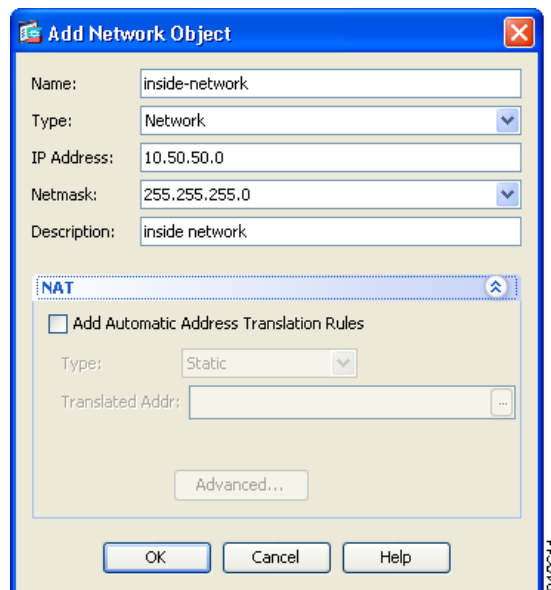 Add Network Object
Name: inside-network
Type: Network
IP Address: 10.50.50.0
Netmask: 255.255.255.0
Description: inside network
NAT
Add Automatic Address Translation Rules
Type: Static
Translated Addr: ...
Advanced...
OK Cancel Help